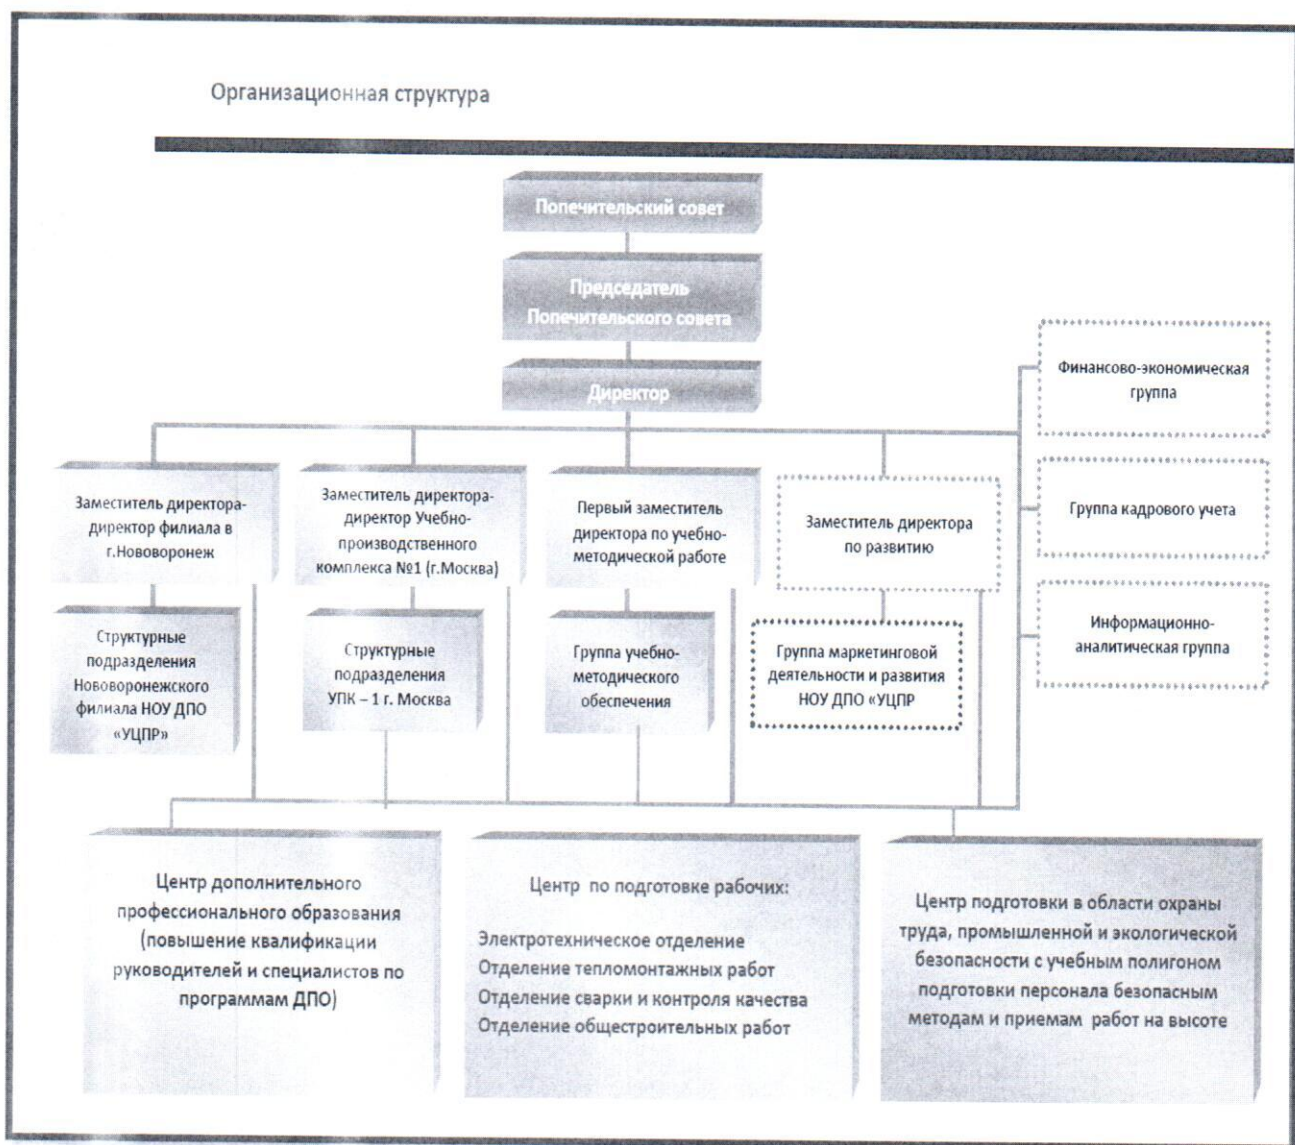 Организационная структура
Попечительский совет
Председатель
Попечительского совета
Директор
Финансово-экономическая
группа
Группа кадрового учета
Информационно-
аналитическая группа
Заместитель директора-
директор филиала в
г.Нововоронеж
Заместитель директора-
директор Учебно-
производственного
комплекса №1 (г.Москва)
Первый заместитель
директора по учебно-
методической работе
Заместитель директора
по развитию
Структурные
подразделения
Нововоронежского
филиала НОУ ДПО
«УЦПР»
Структурные
подразделения
УПК – 1 г. Москва
Группа учебно-
методического
обеспечения
Группа маркетинговой
деятельности и развития
НОУ ДПО «УЦПР
Центр дополнительного
профессионального образования
(повышение квалификации
руководителей и специалистов по
программам ДПО)
Центр по подготовке рабочих:
Электротехническое отделение
Отделение тепломонтажных работ
Отделение сварки и контроля качества
Отделение общестроительных работ
Центр подготовки в области охраны
труда, промышленной и экологической
безопасности с учебным полигоном
подготовки персонала безопасным
методам и приемам работ на высоте